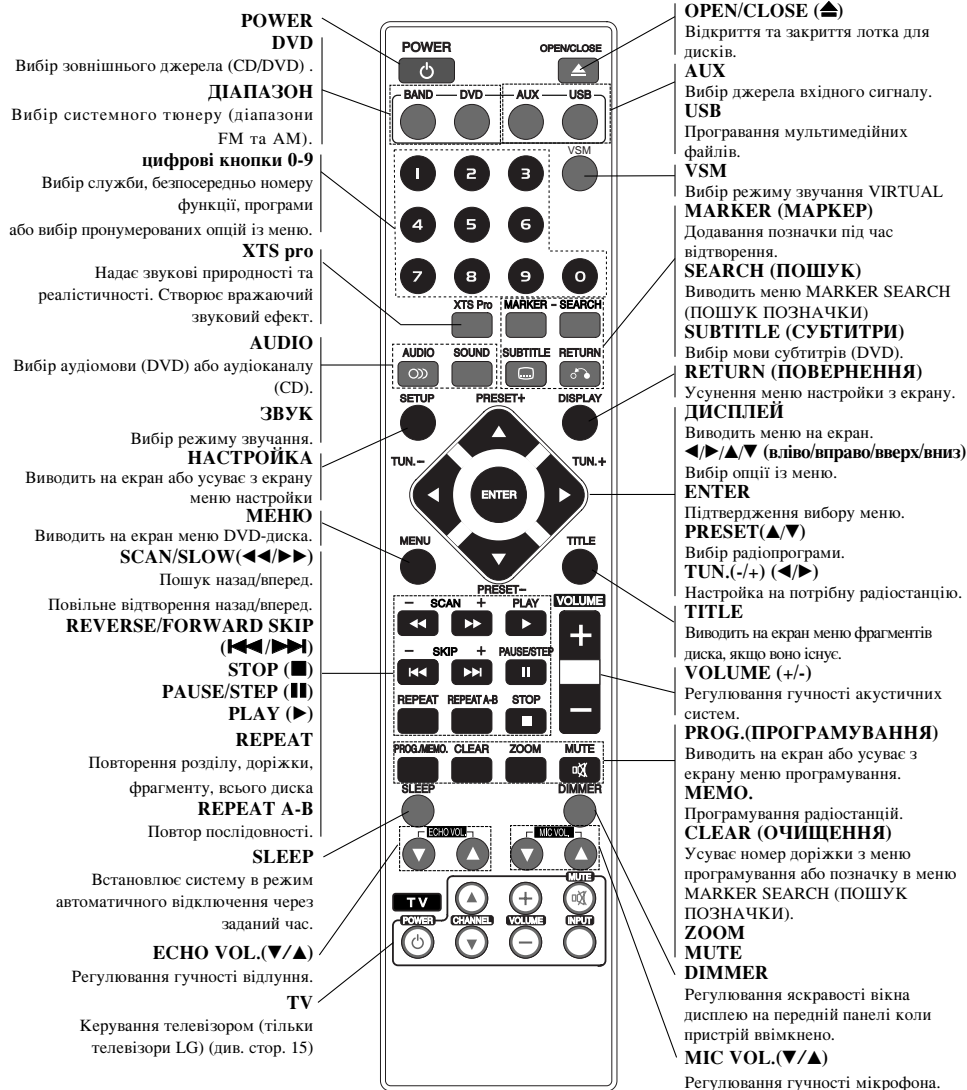 POWER
DVD
Вибір зовнішнього джерела (CD/DVD) .
ДІАПАЗОН
Вибір системного тюнеру (діапазони
FM та AM).
цифрові кнопки 0-9
Вибір служби, безпосередньо номеру
функції, програми
або вибір пронумерованих опцій із меню.
XTS pro
Надає звукові природності та
реалістичності. Створює вражаючий
звуковий ефект.
AUDIO
Вибір аудіомови (DVD) або аудіоканалу
(CD).
ЗВУК
Вибір режиму звучання.
НАСТРОЙКА
Виводить на екран або усуває з екрану
меню настройки
МЕНЮ
Виводить на екран меню DVD-диска.
SCAN/SLOW(◀◀/▶▶)
Пошук назад/вперед.
Повільне відтворення назад/вперед.
REVERSE/FORWARD SKIP
(|◀◀/▶▶|)
STOP (■)
PAUSE/STEP (❚❚)
PLAY (▶)
REPEAT
Повторення розділу, доріжки,
фрагменту, всього диска
REPEAT A-B
Повтор послідовності.
SLEEP
Встановлює систему в режим
автоматичного відключення через
заданий час.
ECHO VOL.(▼/▲)
Регулювання гучності відлуння.
TV
Керування телевізором (тільки
телевізори LG) (див. стор. 15)
POWER OPEN/CLOSE
BAND DVD AUX USB
VSM
1 2 3
4 5 6
7 8 9 0
XTS Pro MARKER - SEARCH
AUDIO SOUND SUBTITLE RETURN
SETUP PRESET+ DISPLAY
TUN.- TUN.+
ENTER
MENU TITLE
PRESET-
- SCAN + PLAY VOLUME
+
- SKIP + PAUSE/STEP
REPEAT REPEAT A-B STOP
-
PROG./MEMO. CLEAR ZOOM MUTE
SLEEP DIMMER
ECHO VOL. MIC VOL.
MUTE
TV
+
POWER CHANNEL VOLUME INPUT
-
OPEN/CLOSE (⏏)
Відкриття та закриття лотка для
дисків.
AUX
Вибір джерела вхідного сигналу.
USB
Програвання мультимедійних
файлів.
VSM
Вибір режиму звучання VIRTUAL
MARKER (МАРКЕР)
Додавання позначки під час
відтворення.
SEARCH (ПОШУК)
Виводить меню MARKER SEARCH
(ПОШУК ПОЗНАЧКИ)
SUBTITLE (СУБТИТРИ)
Вибір мови субтитрів (DVD).
RETURN (ПОВЕРНЕННЯ)
Усунення меню настройки з екрану.
ДИСПЛЕЙ
Виводить меню на екран.
◀/▶/▲/▼ (вліво/вправо/вверх/вниз)
Вибір опції із меню.
ENTER
Підтвердження вибору меню.
PRESET(▲/▼)
Вибір радіопрограми.
TUN.(-/+) (◀/▶)
Настройка на потрібну радіостанцію.
TITLE
Виводить на екран меню фрагментів
диска, якщо воно існує.
VOLUME (+/-)
Регулювання гучності акустичних
систем.
PROG.(ПРОГРАМУВАННЯ)
Виводить на екран або усуває з
екрану меню програмування.
MEMO.
Програмування радіостанцій.
CLEAR (ОЧИЩЕННЯ)
Усуває номер доріжки з меню
програмування або позначку в меню
MARKER SEARCH (ПОШУК
ПОЗНАЧКИ).
ZOOM
MUTE
DIMMER
Регулювання яскравості вікна
дисплею на передній панелі коли
пристрій ввімкнено.
MIC VOL.(▼/▲)
Регулювання гучності мікрофона.